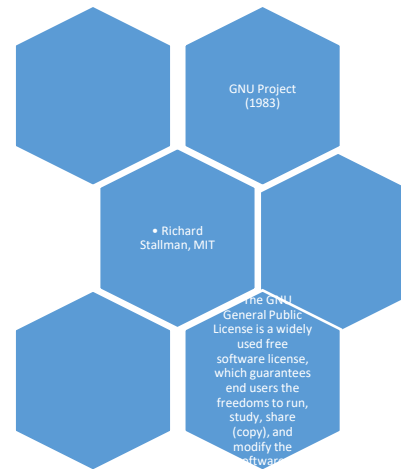 GNU Project
(1983)
• Richard
Stallman, MIT
The GNU
General Public
License is a widely
used free
software license,
which guarantees
end users the
freedoms to run,
study, share
(copy), and
modify the
software